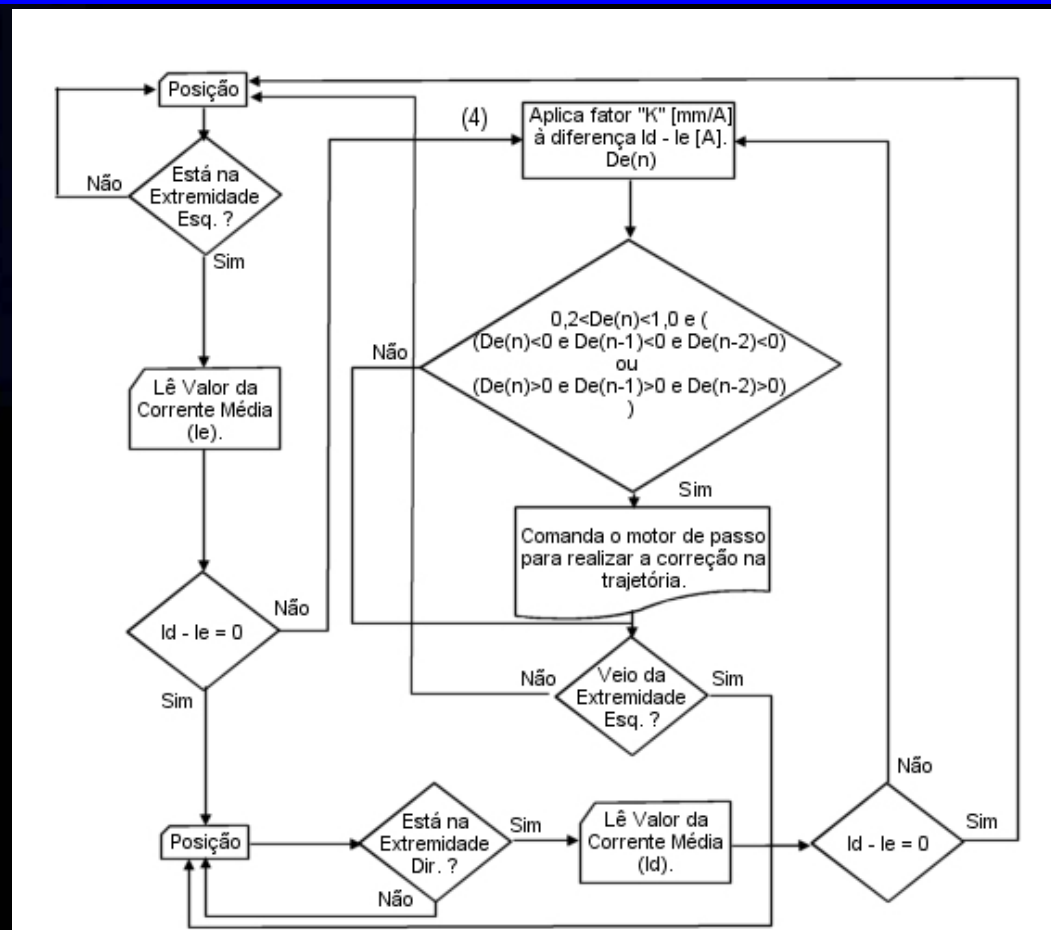 Posição
Está na
Extremidade
Esq. ?
Não
Sim
Lê Valor da
Corrente Média
(Ie).
Id - Ie = 0
Não
Sim
(4)
Aplica fator "K" [mm/A]
à diferença Id - Ie [A].
De(n)
0,2<De(n)<1,0 e (
(De(n)<0 e De(n-1)<0 e De(n-2)<0)
ou
(De(n)>0 e De(n-1)>0 e De(n-2)>0)
)
Não
Sim
Comanda o motor de passo
para realizar a correção na
trajetória.
Veio da
Extremidade
Esq. ?
Não
Sim
Posição
Está na
Extremidade
Dir. ?
Sim
Não
Lê Valor da
Corrente Média
(Id).
Id - Ie = 0
Não
Sim